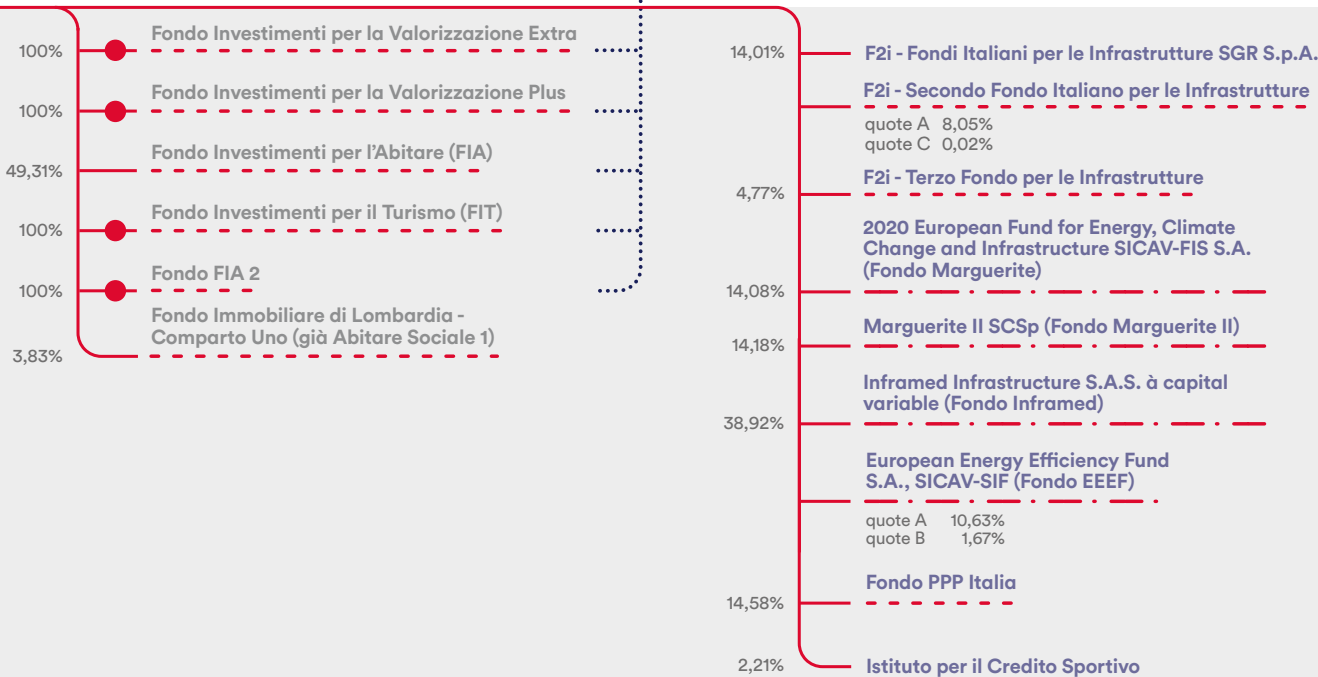 Fondo Investimenti per la Valorizzazione Extra
100%
Fondo Investimenti per la Valorizzazione Plus
100%
Fondo Investimenti per l'Abitare (FIA)
49,31%
Fondo Investimenti per il Turismo (FIT)
100%
Fondo FIA 2
100%
Fondo Immobiliare di Lombardia -
Comparto Uno (già Abitare Sociale 1)
3,83%
14,01% F2i - Fondi Italiani per le Infrastrutture SGR S.p.A.
F2i - Secondo Fondo Italiano per le Infrastrutture
quote A 8,05%
quote C 0,02%
F2i - Terzo Fondo per le Infrastrutture
4,77%
2020 European Fund for Energy, Climate
Change and Infrastructure SICAV-FIS S.A.
(Fondo Marguerite)
14,08%
Marguerite II SCSp (Fondo Marguerite II)
14,18%
Inframed Infrastructure S.A.S. à capital
variable (Fondo Inframed)
38,92%
European Energy Efficiency Fund
S.A., SICAV-SIF (Fondo EEEF)
quote A 10,63%
quote B 1,67%
Fondo PPP Italia
14,58%
2,21% Istituto per il Credito Sportivo